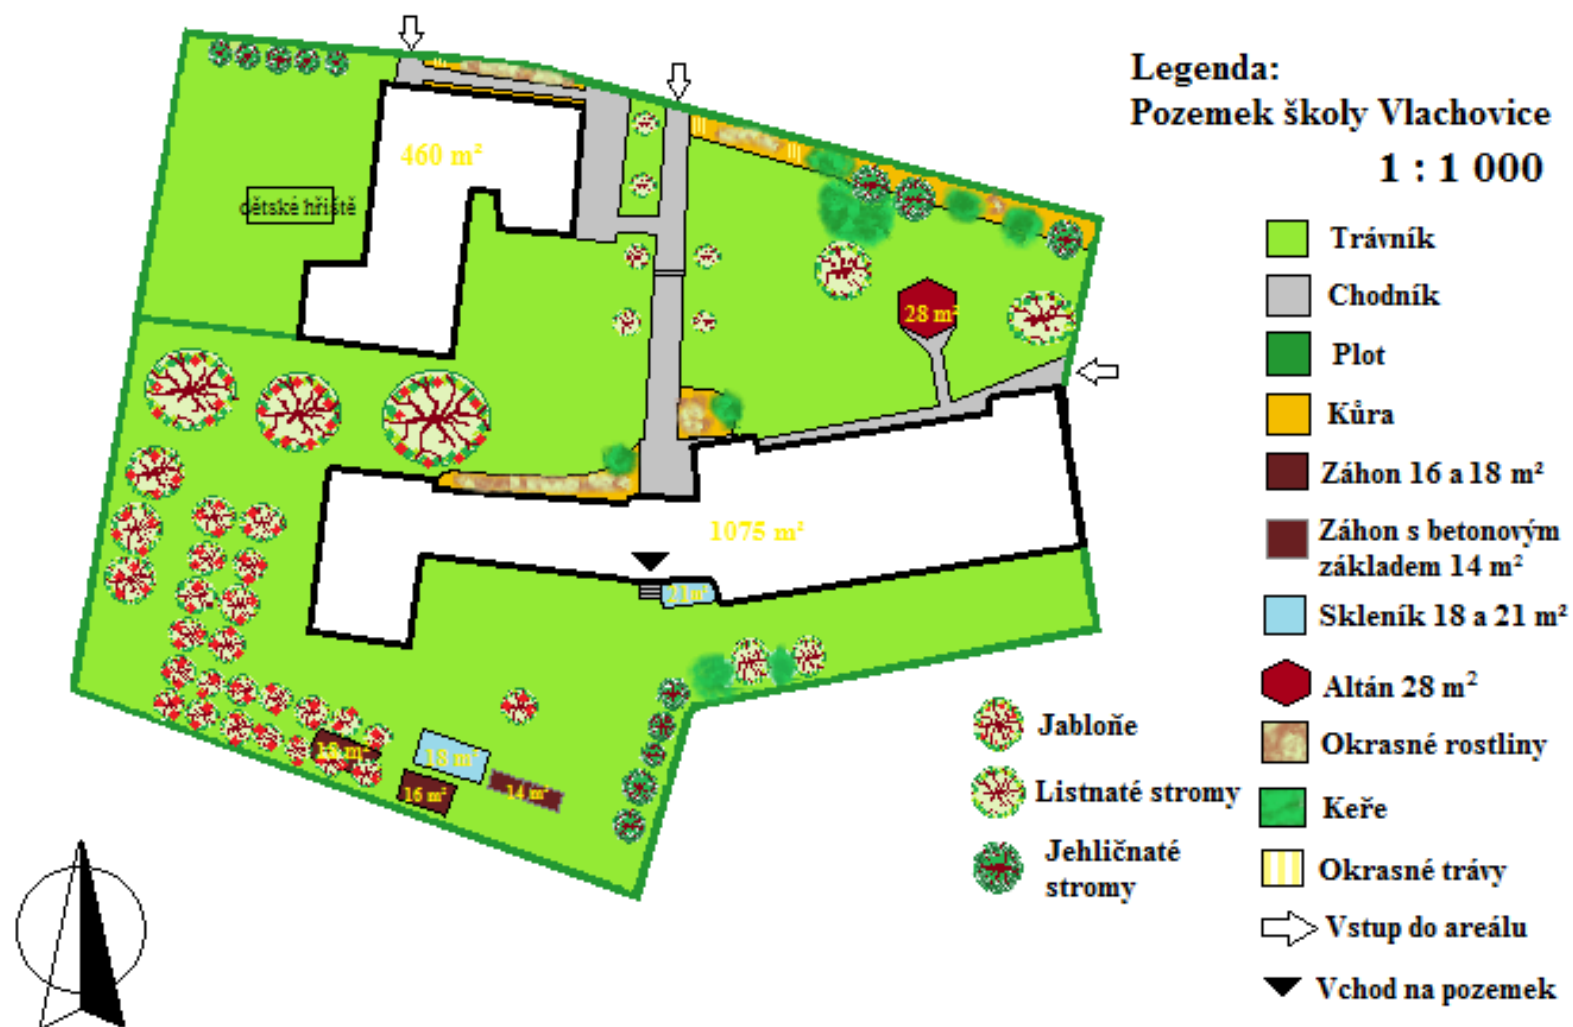 Legenda:
Pozemek školy Vlachovice
1 : 1 000
460 m²
dětské hřiště
28 m²
1075 m²
21m²
18 m²
18 m²
16 m²
14 m²
Trávník
Chodník
Plot
Kůra
Záhon 16 a 18 m²
Záhon s betonovým
základem 14 m²
Skleník 18 a 21 m²
Altán 28 m²
Okrasné rostliny
Keře
Okrasné trávy
Vstup do areálu
Vchod na pozemek
Jabloňe
Listnaté stromy
Jehličnaté
stromy